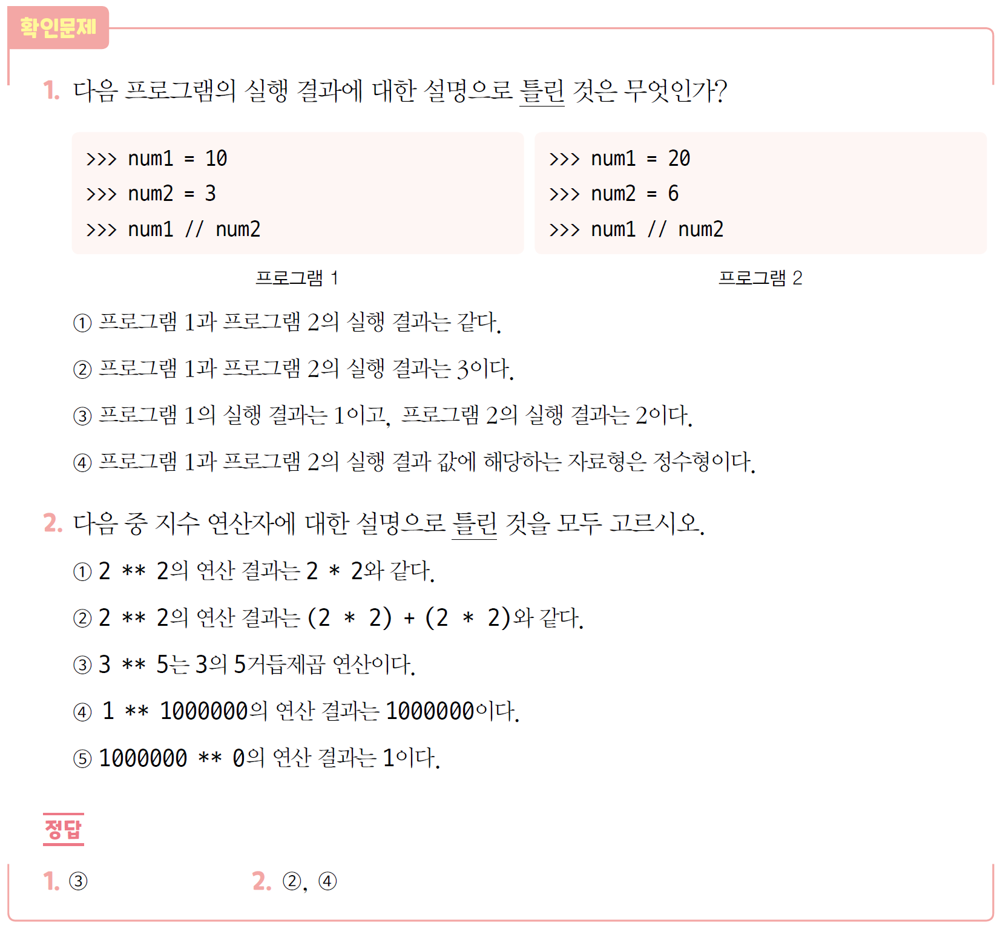 확인문제
1. 다음 프로그램의 실행 결과에 대한 설명으로 틀린 것은 무엇인가?
>>> num1 = 10
>>> num2 = 3
>>> num1 // num2
프로그램 1
>>> num1 = 20
>>> num2 = 6
>>> num1 // num2
프로그램 2
① 프로그램 1과 프로그램 2의 실행 결과는 같다.
② 프로그램 1과 프로그램 2의 실행 결과는 3이다.
③ 프로그램 1의 실행 결과는 1이고, 프로그램 2의 실행 결과는 2이다.
④ 프로그램 1과 프로그램 2의 실행 결과 값에 해당하는 자료형은 정수형이다.
2. 다음 중 지수 연산자에 대한 설명으로 틀린 것을 모두 고르시오.
① 2 ** 2의 연산 결과는 2 * 2와 같다.
② 2 ** 2의 연산 결과는 (2 * 2) + (2 * 2)와 같다.
③ 3 ** 5는 3의 5거듭제곱 연산이다.
④ 1 ** 1000000의 연산 결과는 1000000이다.
⑤ 1000000 ** 0의 연산 결과는 1이다.
정답
1. ③ 2. ②, ④